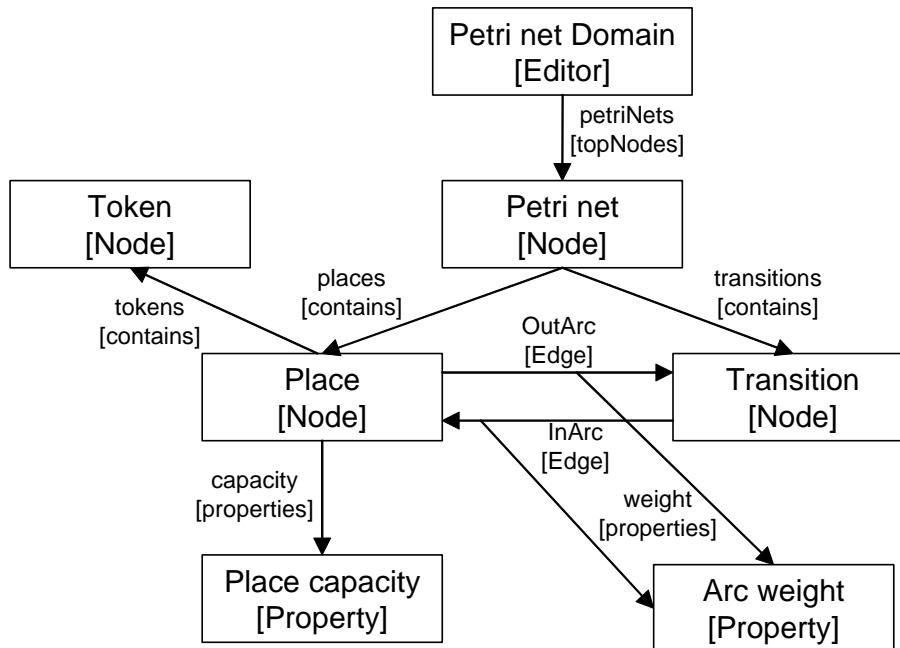 Petri net Domain
[Editor]
petriNets
[topNodes]
Token
[Node]
Petri net
[Node]
places
[contains]
transitions
[contains]
tokens
[contains]
OutArc
[Edge]
Place
[Node]
Transition
[Node]
InArc
[Edge]
capacity
[properties]
weight
[properties]
Place capacity
[Property]
Arc weight
[Property]